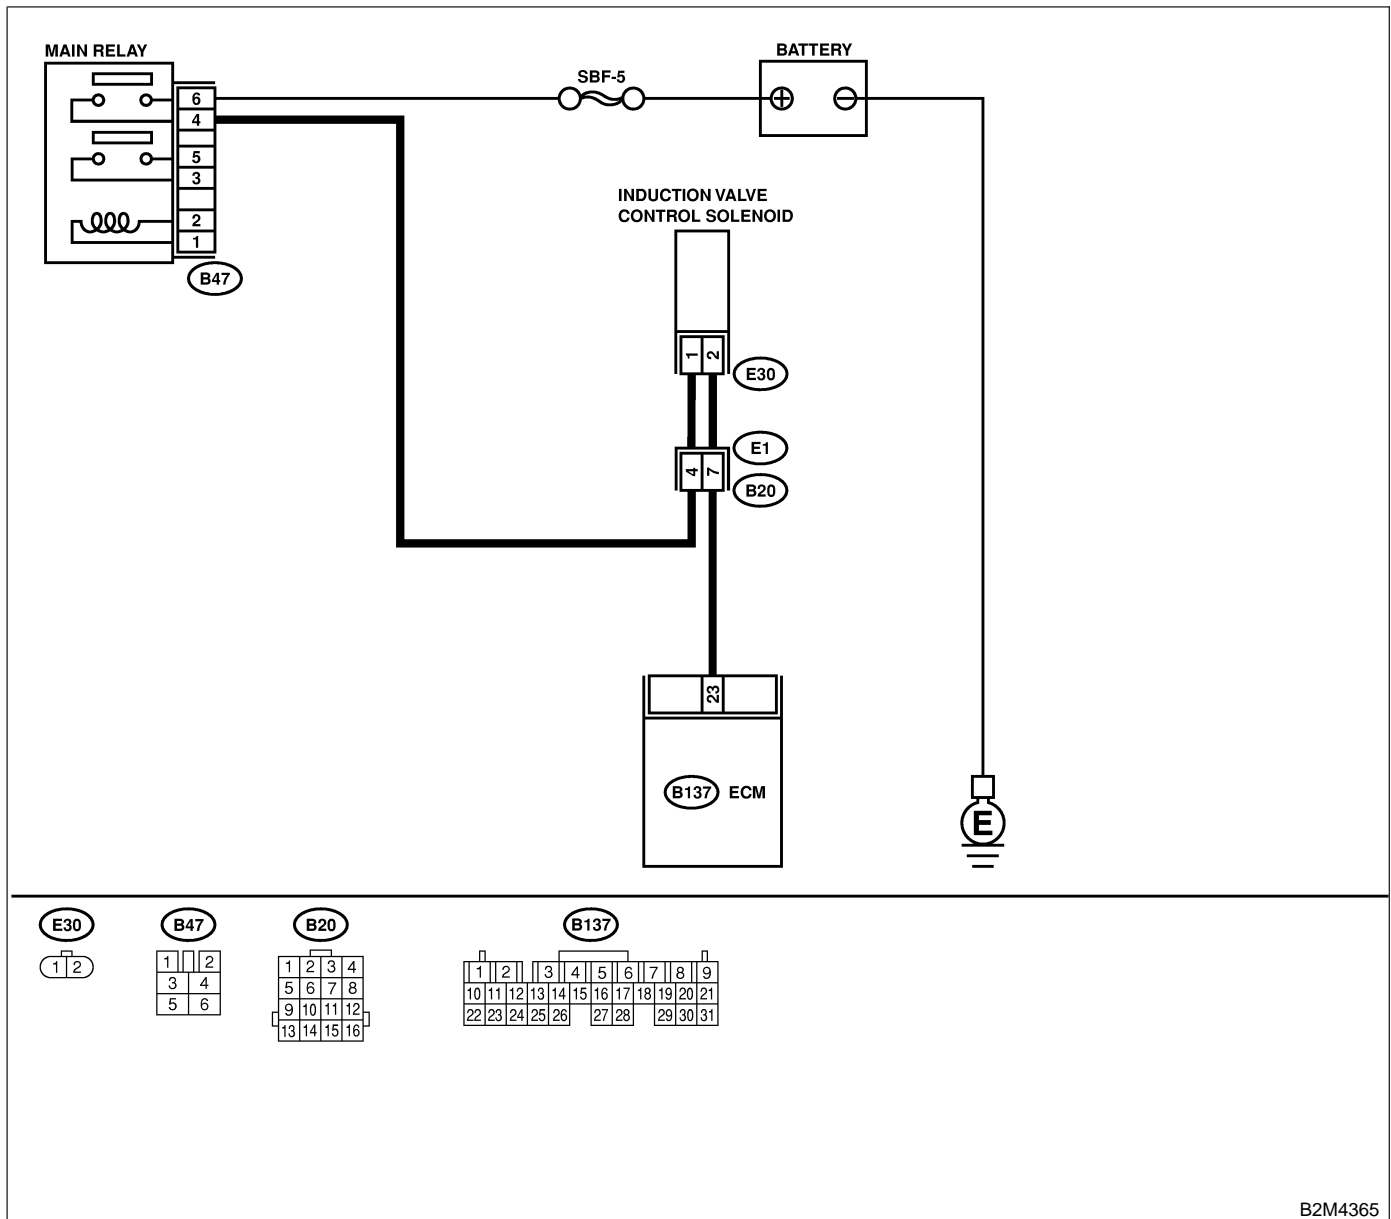 MAIN RELAY
BATTERY
SBF-5
6
4
5
3
2
1
B47
INDUCTION VALVE
CONTROL SOLENOID
1 2
E30
E1
4 7
B20
23
B137 ECM
E
E30 B47 B20 B137
1 2
1 2
3 4
5 6
1 2 3 4
5 6 7 8
9 10 11 12
13 14 15 16
1 2 3 4 5 6 7 8 9
10 11 12 13 14 15 16 17 18 19 20 21
22 23 24 25 26 27 28 29 30 31
B2M4365